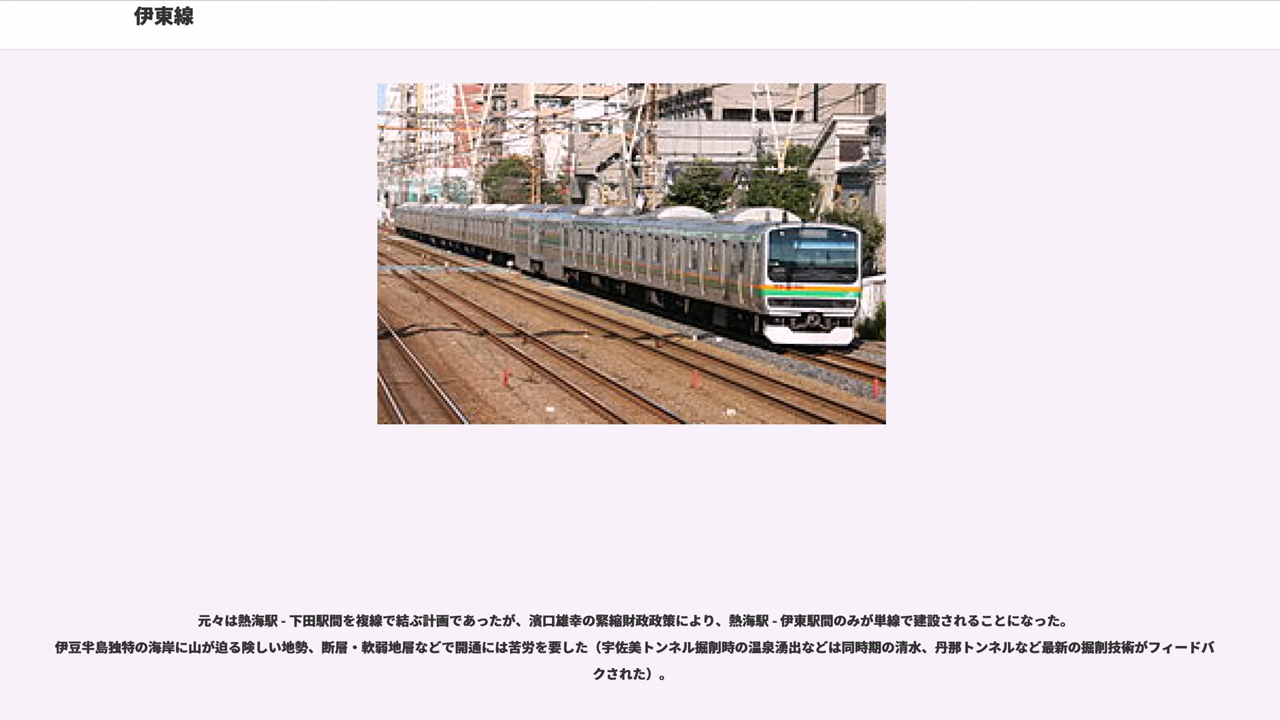 伊東線
元々は熱海駅 - 下田駅間を複線で結ぶ計画であったが、濱口雄幸の緊縮財政政策により、熱海駅 - 伊東駅間のみが単線で建設されることになった。
伊豆半島独特の海岸に山が迫る険しい地勢、断層・軟弱地層などで開通には苦労を要した（宇佐美トンネル掘削時の温泉湧出などは同時期の清水、丹那トンネルなど最新の掘削技術がフィードバ
クされた）。